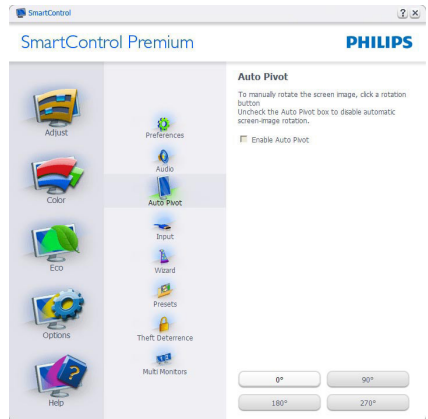 SmartControl
SmartControl Premium
PHILIPS
Adjust
Color
Eco
Options
Help
Preferences
Audio
Auto Pivot
Input
Wizard
Presets
Theft Deterrence
Multi Monitors
Auto Pivot
To manually rotate the screen image, click a rotation
button
Uncheck the Auto Pivot box to disable automatic
screen-image rotation.
Enable Auto Pivot
0° 90°
180° 270°